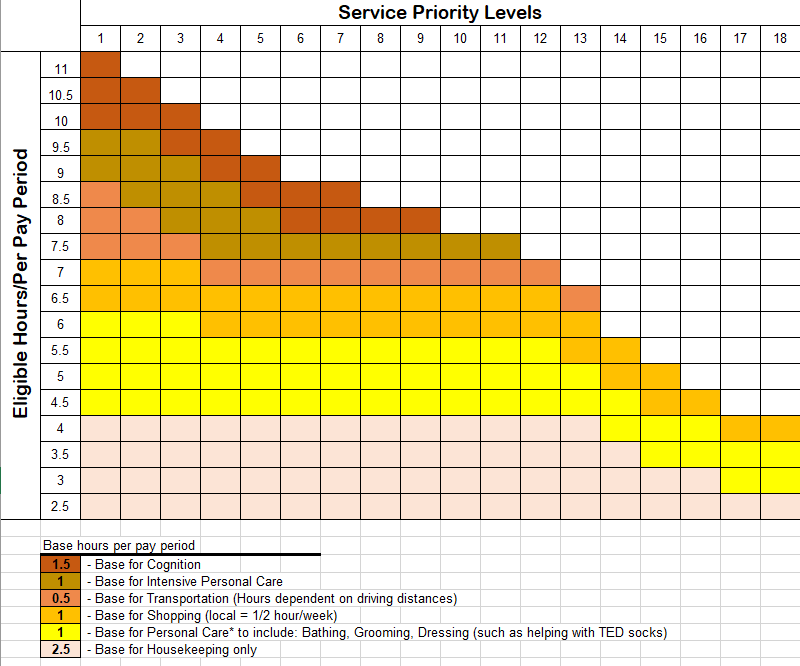 Service Priority Levels
1 2 3 4 5 6 7 8 9 10 11 12 13 14 15 16 17 18
Eligible Hours/Per Pay Period
11
10.5
10
9.5
9
8.5
8
7.5
7
6.5
6
5.5
5
4.5
4
3.5
3
2.5
Base hours per pay period
1.5 - Base for Cognition
1 - Base for Intensive Personal Care
0.5 - Base for Transportation (Hours dependent on driving distances)
1 - Base for Shopping (local = 1/2 hour/week)
1 - Base for Personal Care* to include: Bathing, Grooming, Dressing (such as helping with TED socks)
2.5 - Base for Housekeeping only